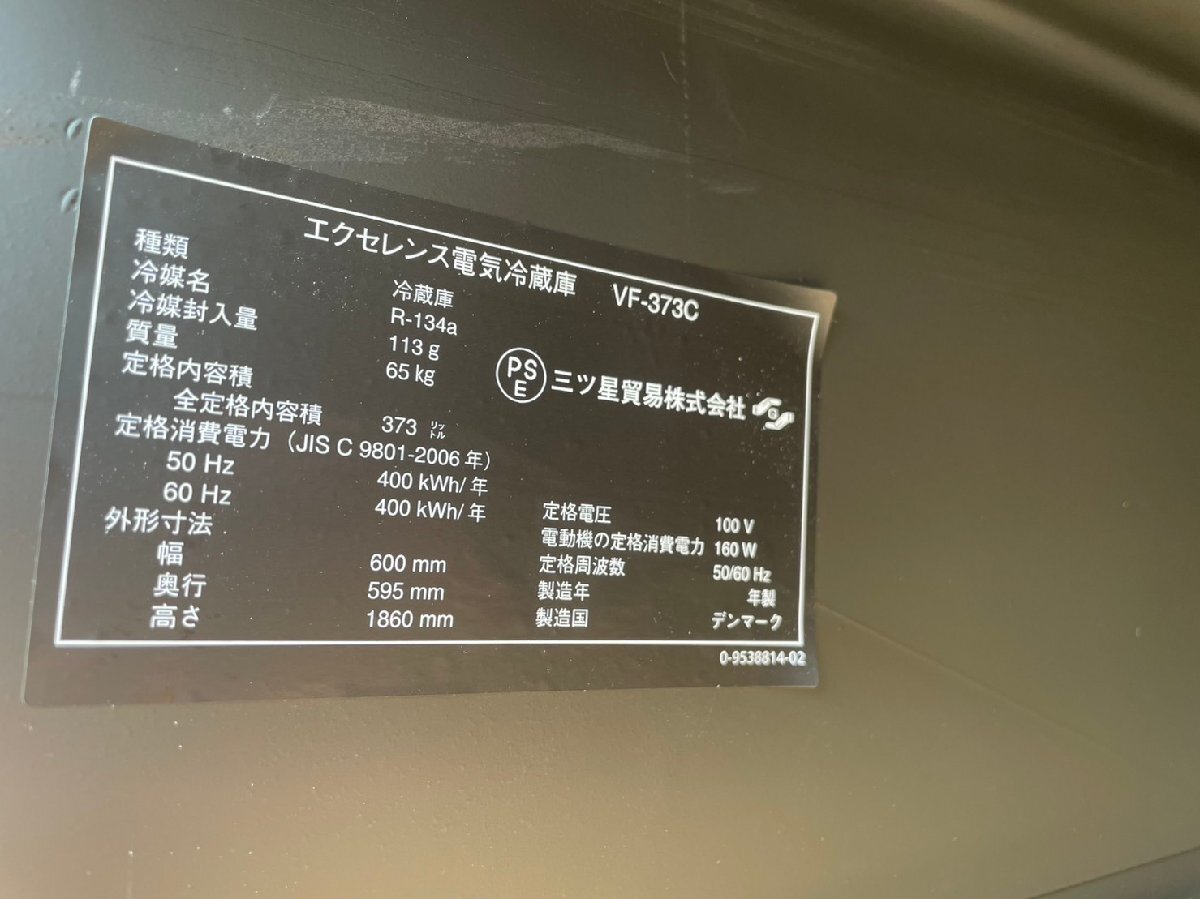 エクセレンス電気冷蔵庫 VF-373C
種類 冷蔵庫
冷媒名 R-134a
冷媒封入量 113 g
質量 65 kg
定格内容積
全定格内容積 373 リットル
定格消費電力（JIS C 9801-2006 年）
50 Hz 400 kWh/ 年
60 Hz 400 kWh/ 年
外形寸法
幅 600 mm
奥行 595 mm
高さ 1860 mm
PS
E
三ツ星貿易株式会社
定格電圧 100 V
電動機の定格消費電力 160 W
定格周波数 50/60 Hz
製造年 年製
製造国 デンマーク
0-9538814-02